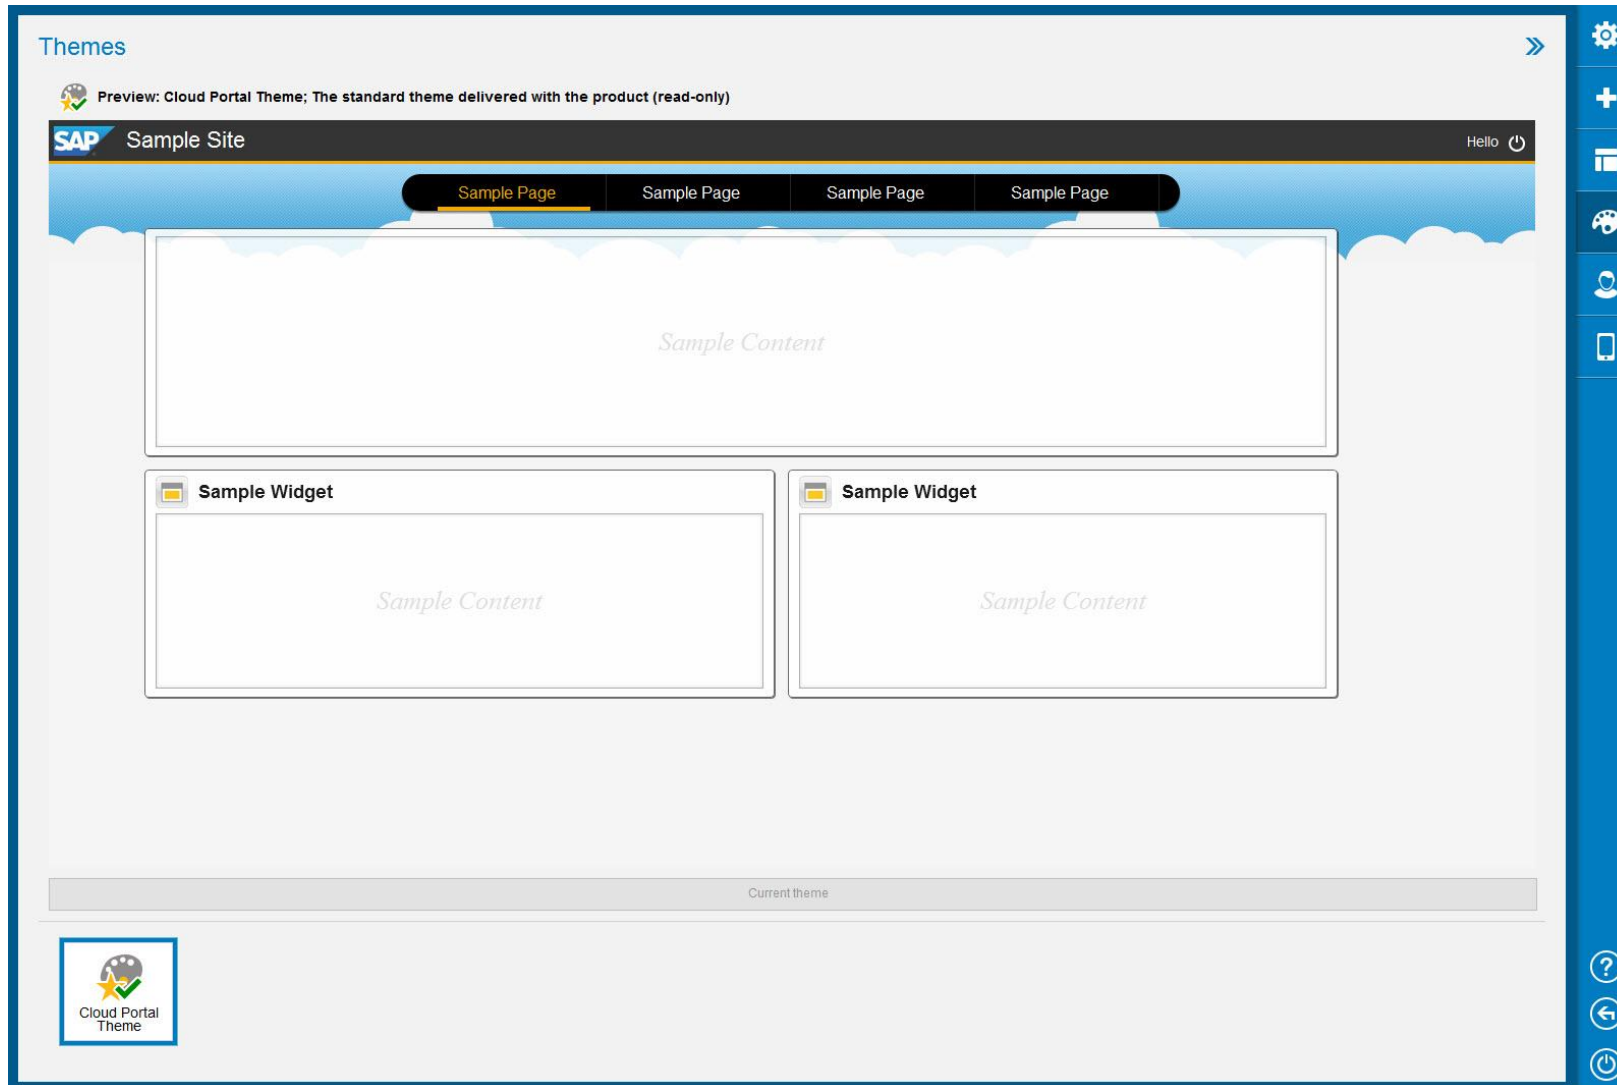 Themes
Preview: Cloud Portal Theme; The standard theme delivered with the product (read-only)
SAP Sample Site Hello
Sample Page Sample Page Sample Page Sample Page
Sample Content
Sample Widget Sample Widget
Sample Content Sample Content
Current theme
Cloud Portal
Theme